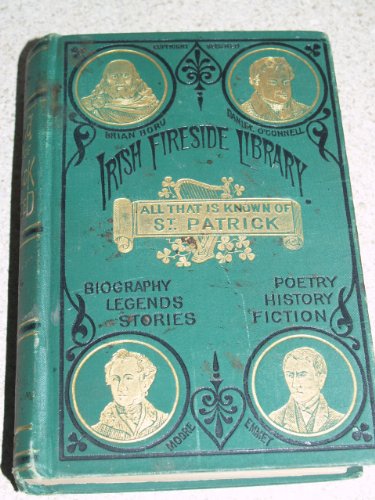 COPYRIGHT
BRIAN BORU
DANIEL O'CONNELL
IRISH FIRESIDE LIBRARY
ALL THAT IS KNOWN OF
ST. PATRICK
BIOGRAPHY
LEGENDS
STORIES
POETRY
HISTORY
FICTION
MOORE
EMMET